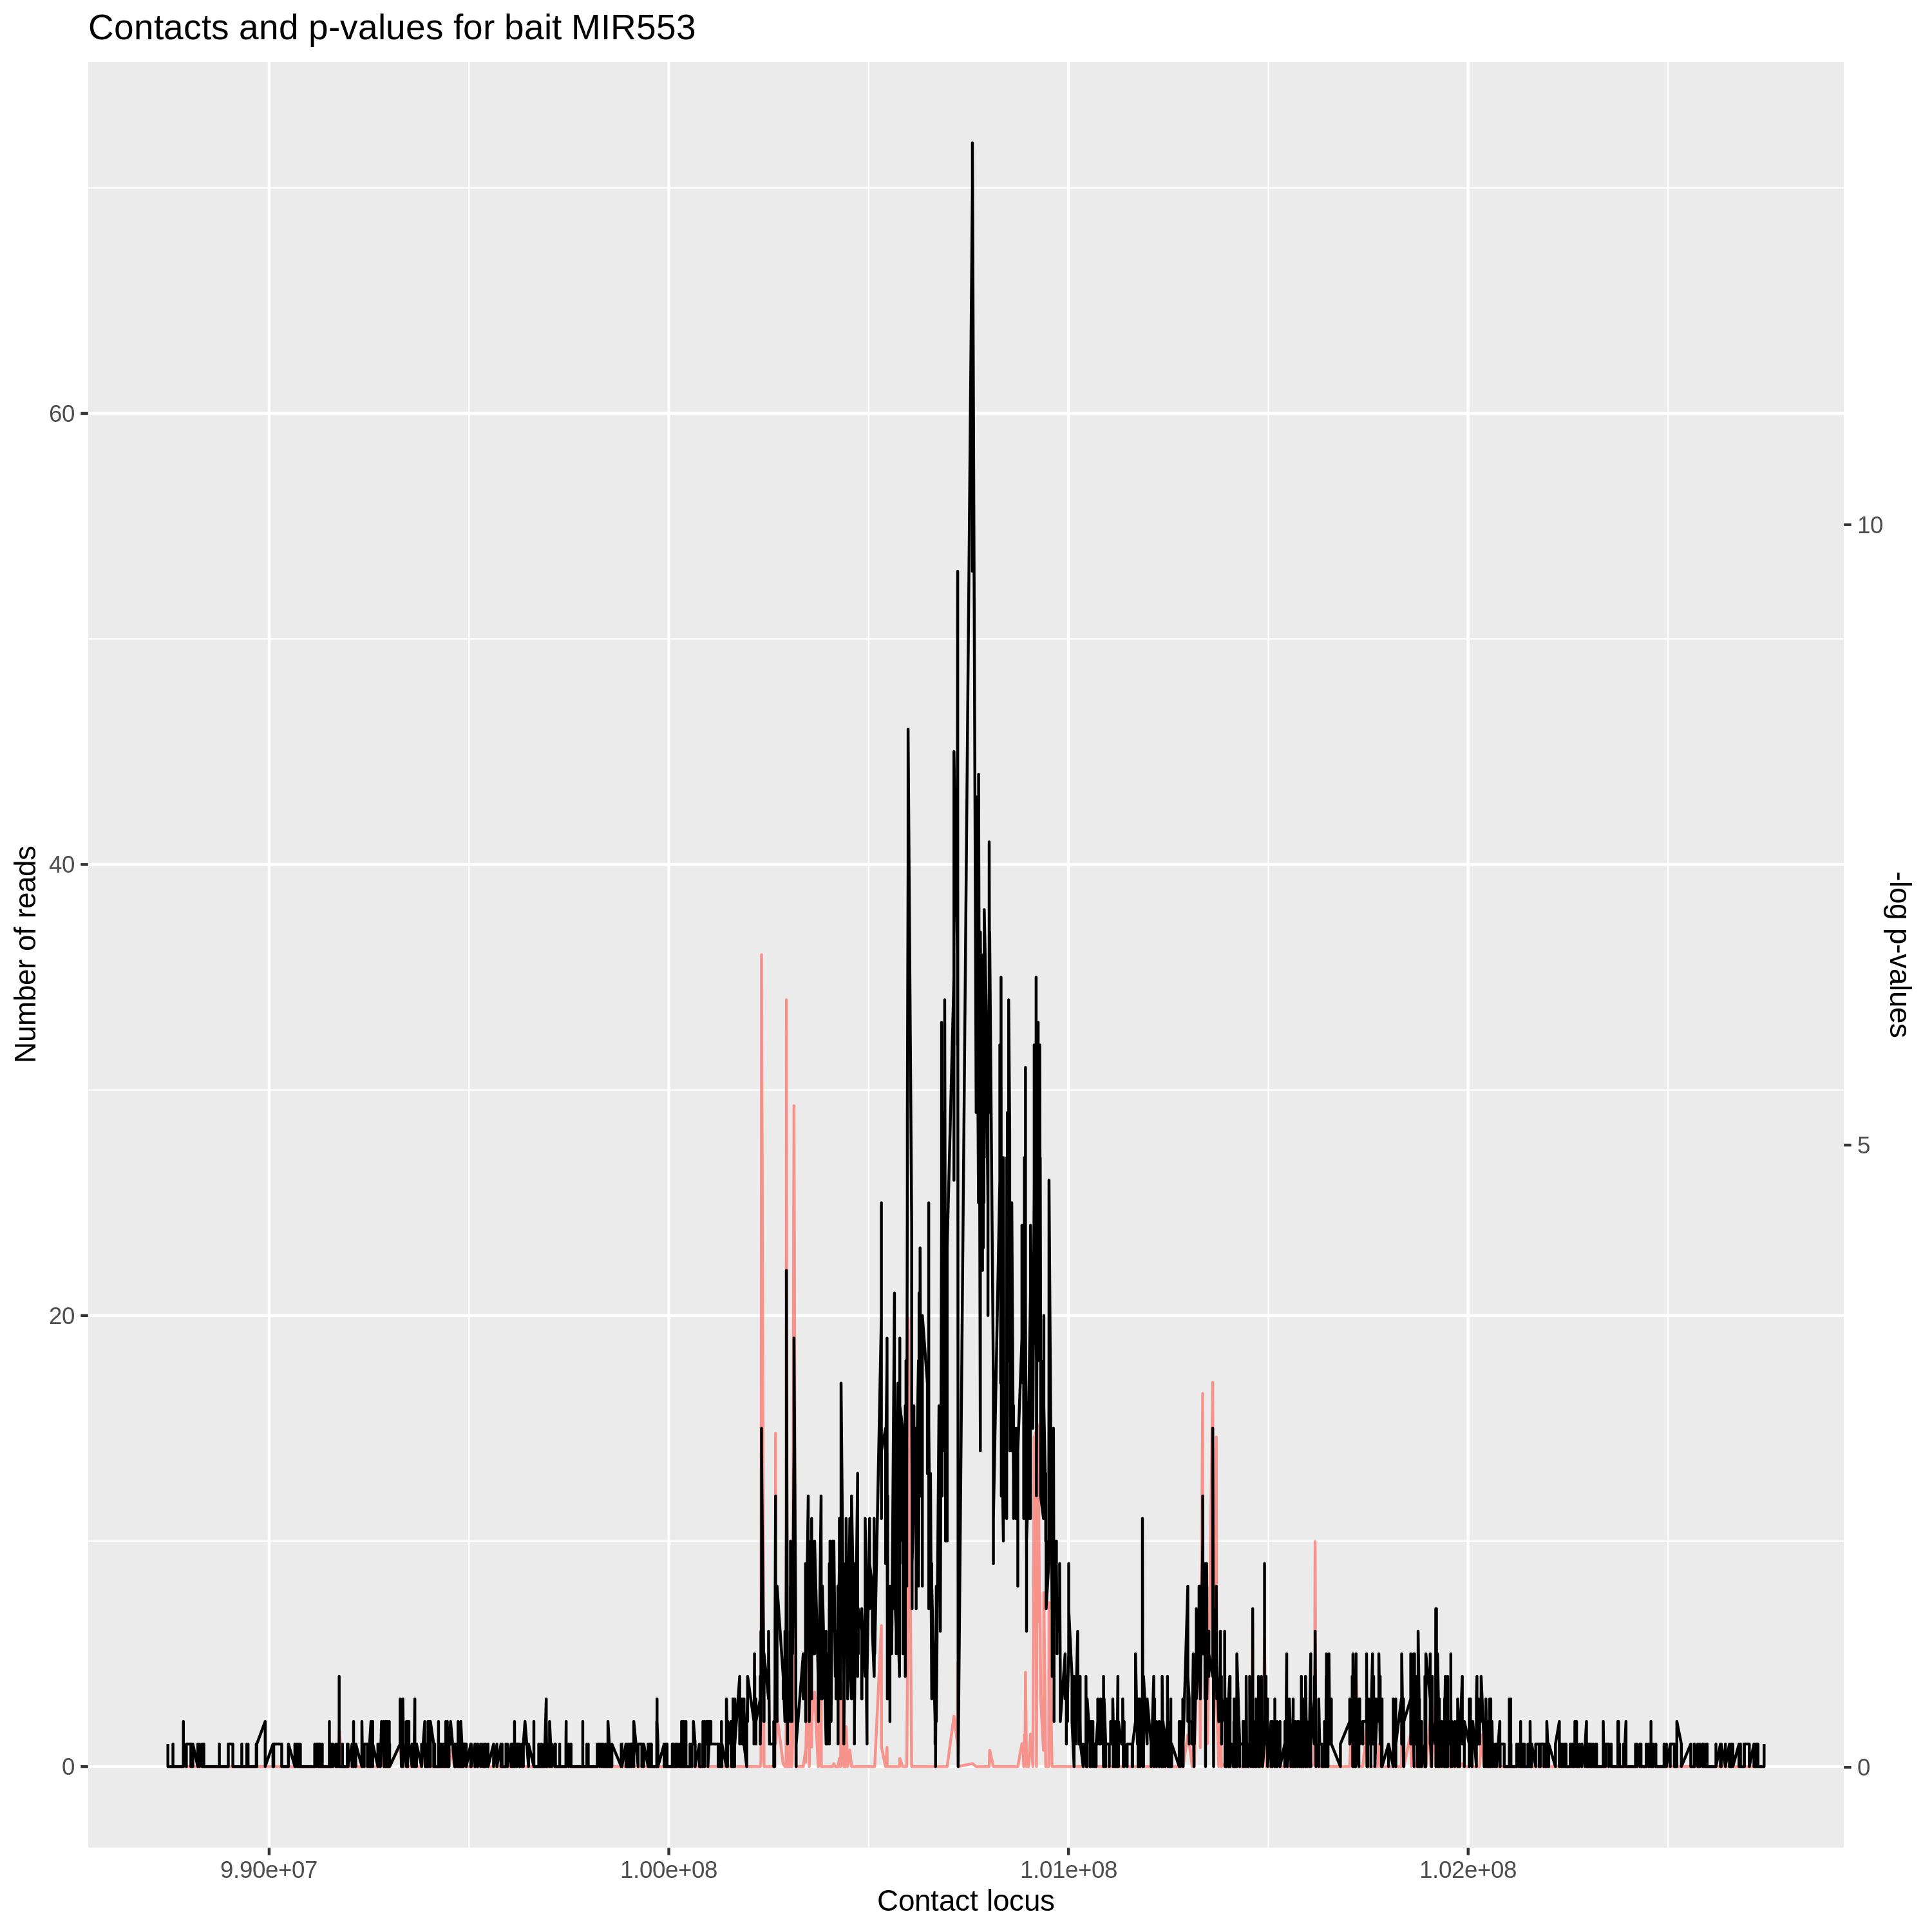 Contacts and p-values for bait MIR553
Number of reads
60
40
20
0
10
5
0
-log p-values
9.90e+07
1.00e+08
1.01e+08
1.02e+08
Contact locus